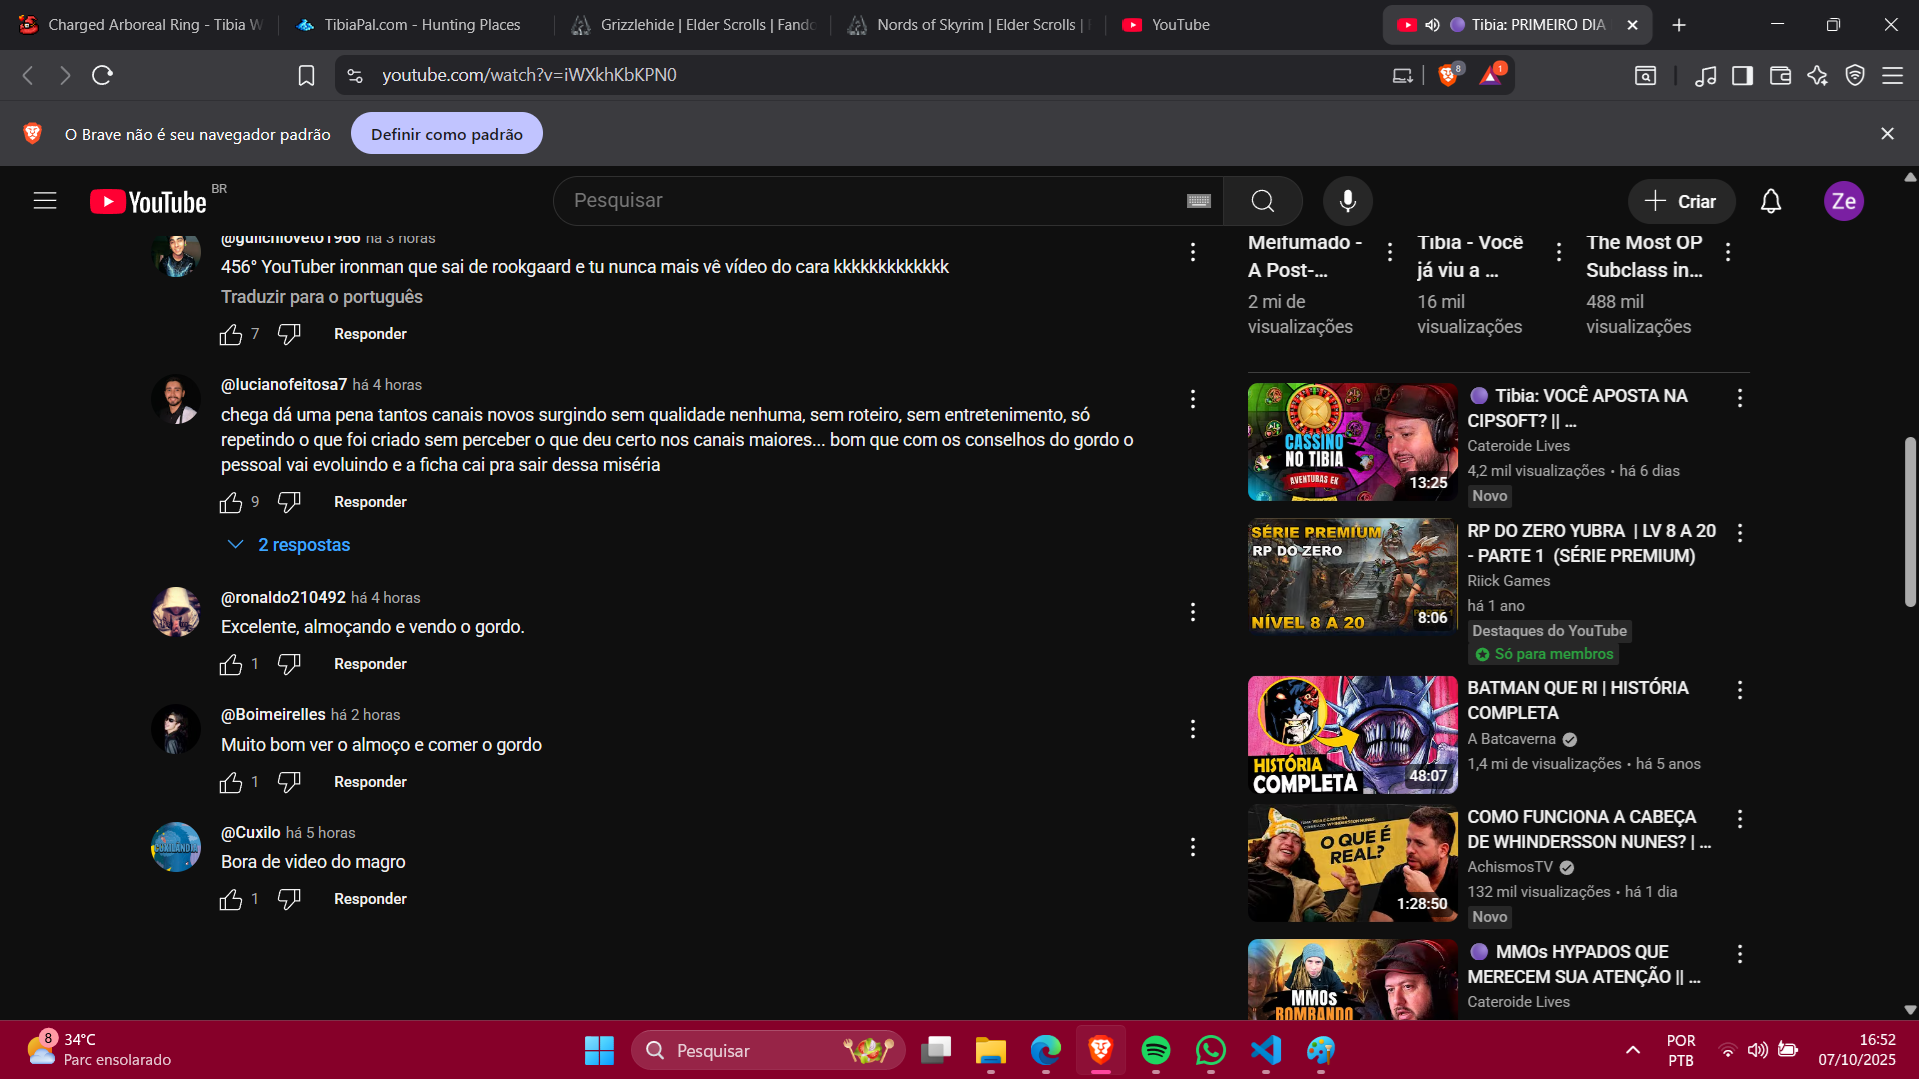 Charged Arboreal Ring - Tibia W
TibiaPal.com - Hunting Places
Grizzlehide | Elder Scrolls | Fando
Nords of Skyrim | Elder Scrolls |
YouTube
Tibia: PRIMEIRO DIA
youtube.com/watch?v=iWXkhKbKPN0
8
1
O Brave não é seu navegador padrão
Definir como padrão
YouTube
BR
Pesquisar
Criar
Ze
@guilchioveto1966 há 3 horas
456° YouTuber ironman que sai de rookgaard e tu nunca mais vê vídeo do cara kkkkkkkkkkkkk
Traduzir para o português
7
Responder
@lucianofeitosa7 há 4 horas
chega dá uma pena tantos canais novos surgindo sem qualidade nenhuma, sem roteiro, sem entretenimento, só
repetindo o que foi criado sem perceber o que deu certo nos canais maiores... bom que com os conselhos do gordo o
pessoal vai evoluindo e a ficha cai pra sair dessa miséria
9
Responder
2 respostas
@ronaldo210492 há 4 horas
Excelente, almoçando e vendo o gordo.
1
Responder
@Boimeirelles há 2 horas
Muito bom ver o almoço e comer o gordo
1
Responder
@Cuxilo há 5 horas
Bora de video do magro
1
Responder
Melfumado -
A Post-...
2 mi de
visualizações
Tibia - Você
já viu a ...
16 mil
visualizações
The Most OP
Subclass in...
488 mil
visualizações
CASSINO
NO TIBIA
AVENTURAS EK
13:25
Tibia: VOCÊ APOSTA NA
CIPSOFT? || ...
Cateroide Lives
4,2 mil visualizações • há 6 dias
Novo
SÉRIE PREMIUM
RP DO ZERO
NÍVEL 8 A 20
8:06
RP DO ZERO YUBRA | LV 8 A 20
- PARTE 1 (SÉRIE PREMIUM)
Riick Games
há 1 ano
Destaques do YouTube
Só para membros
HISTÓRIA
COMPLETA
48:07
BATMAN QUE RI | HISTÓRIA
COMPLETA
A Batcaverna
1,4 mi de visualizações • há 5 anos
O QUE É
REAL?
1:28:50
COMO FUNCIONA A CABEÇA
DE WHINDERSSON NUNES? | ...
AchismosTV
132 mil visualizações • há 1 dia
Novo
MMOs
BOMBANDO
MMOs HYPADOS QUE
MERECEM SUA ATENÇÃO || ...
Cateroide Lives
8
34°C
Parc ensolarado
Pesquisar
POR
PTB
16:52
07/10/2025